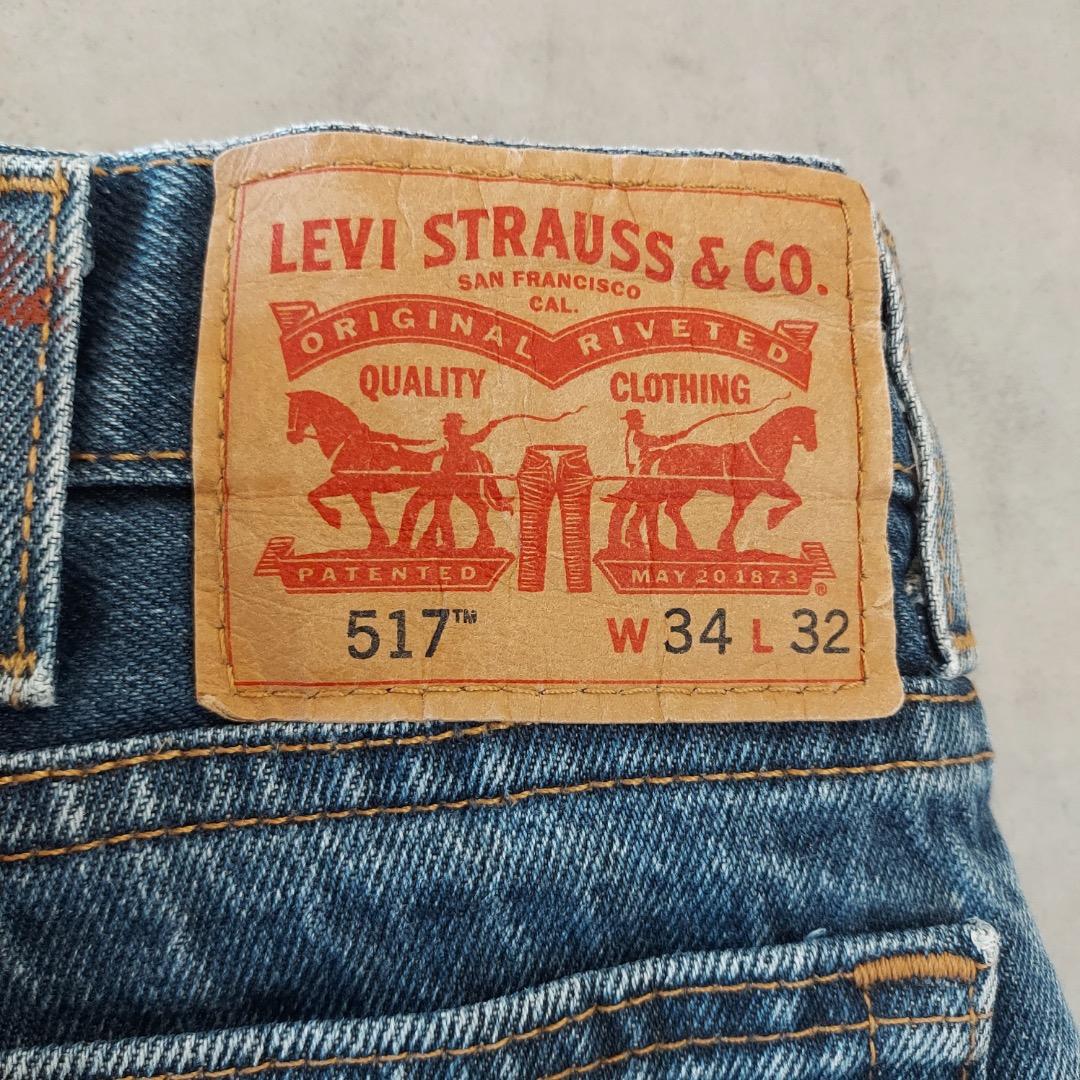 LEVI STRAUSS & CO.
SAN FRANCISCO
CAL.
ORIGINAL RIVETED
QUALITY CLOTHING
PATENTED MAY 20 1873 ®
517™ W 34 L 32